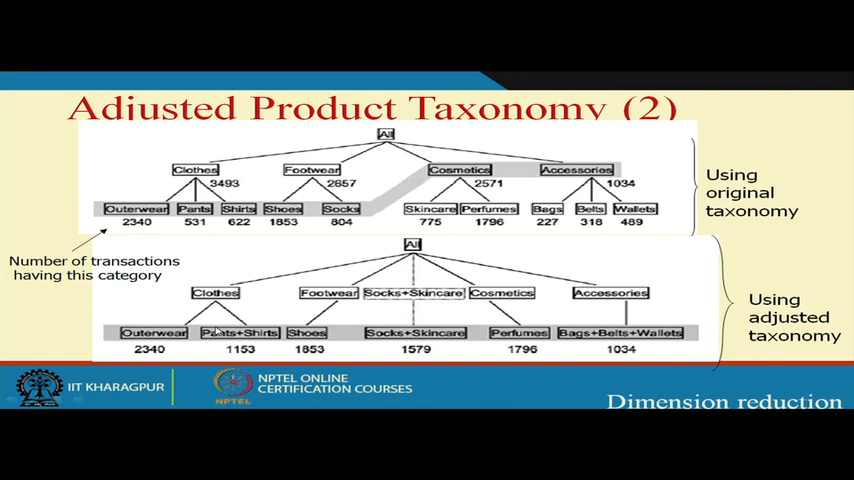 Adjusted Product Taxonomy (2)
All
Clothes Footwear Cosmetics Accessories
3493 2657 2571 1034
Outerwear Pants Shirts Shoes Socks Skincare Perfumes Bags Belts Wallets
2340 531 622 1853 804 775 1796 227 318 489
Using
original
taxonomy
Number of transactions
having this category
All
Clothes Footwear Socks+Skincare Cosmetics Accessories
Outerwear Pants+Shirts Shoes Socks+Skincare Perfumes Bags+Belts+Wallets
2340 1153 1853 1579 1796 1034
Using
adjusted
taxonomy
IIT KHARAGPUR
NPTEL
NPTEL ONLINE
CERTIFICATION COURSES
Dimension reduction